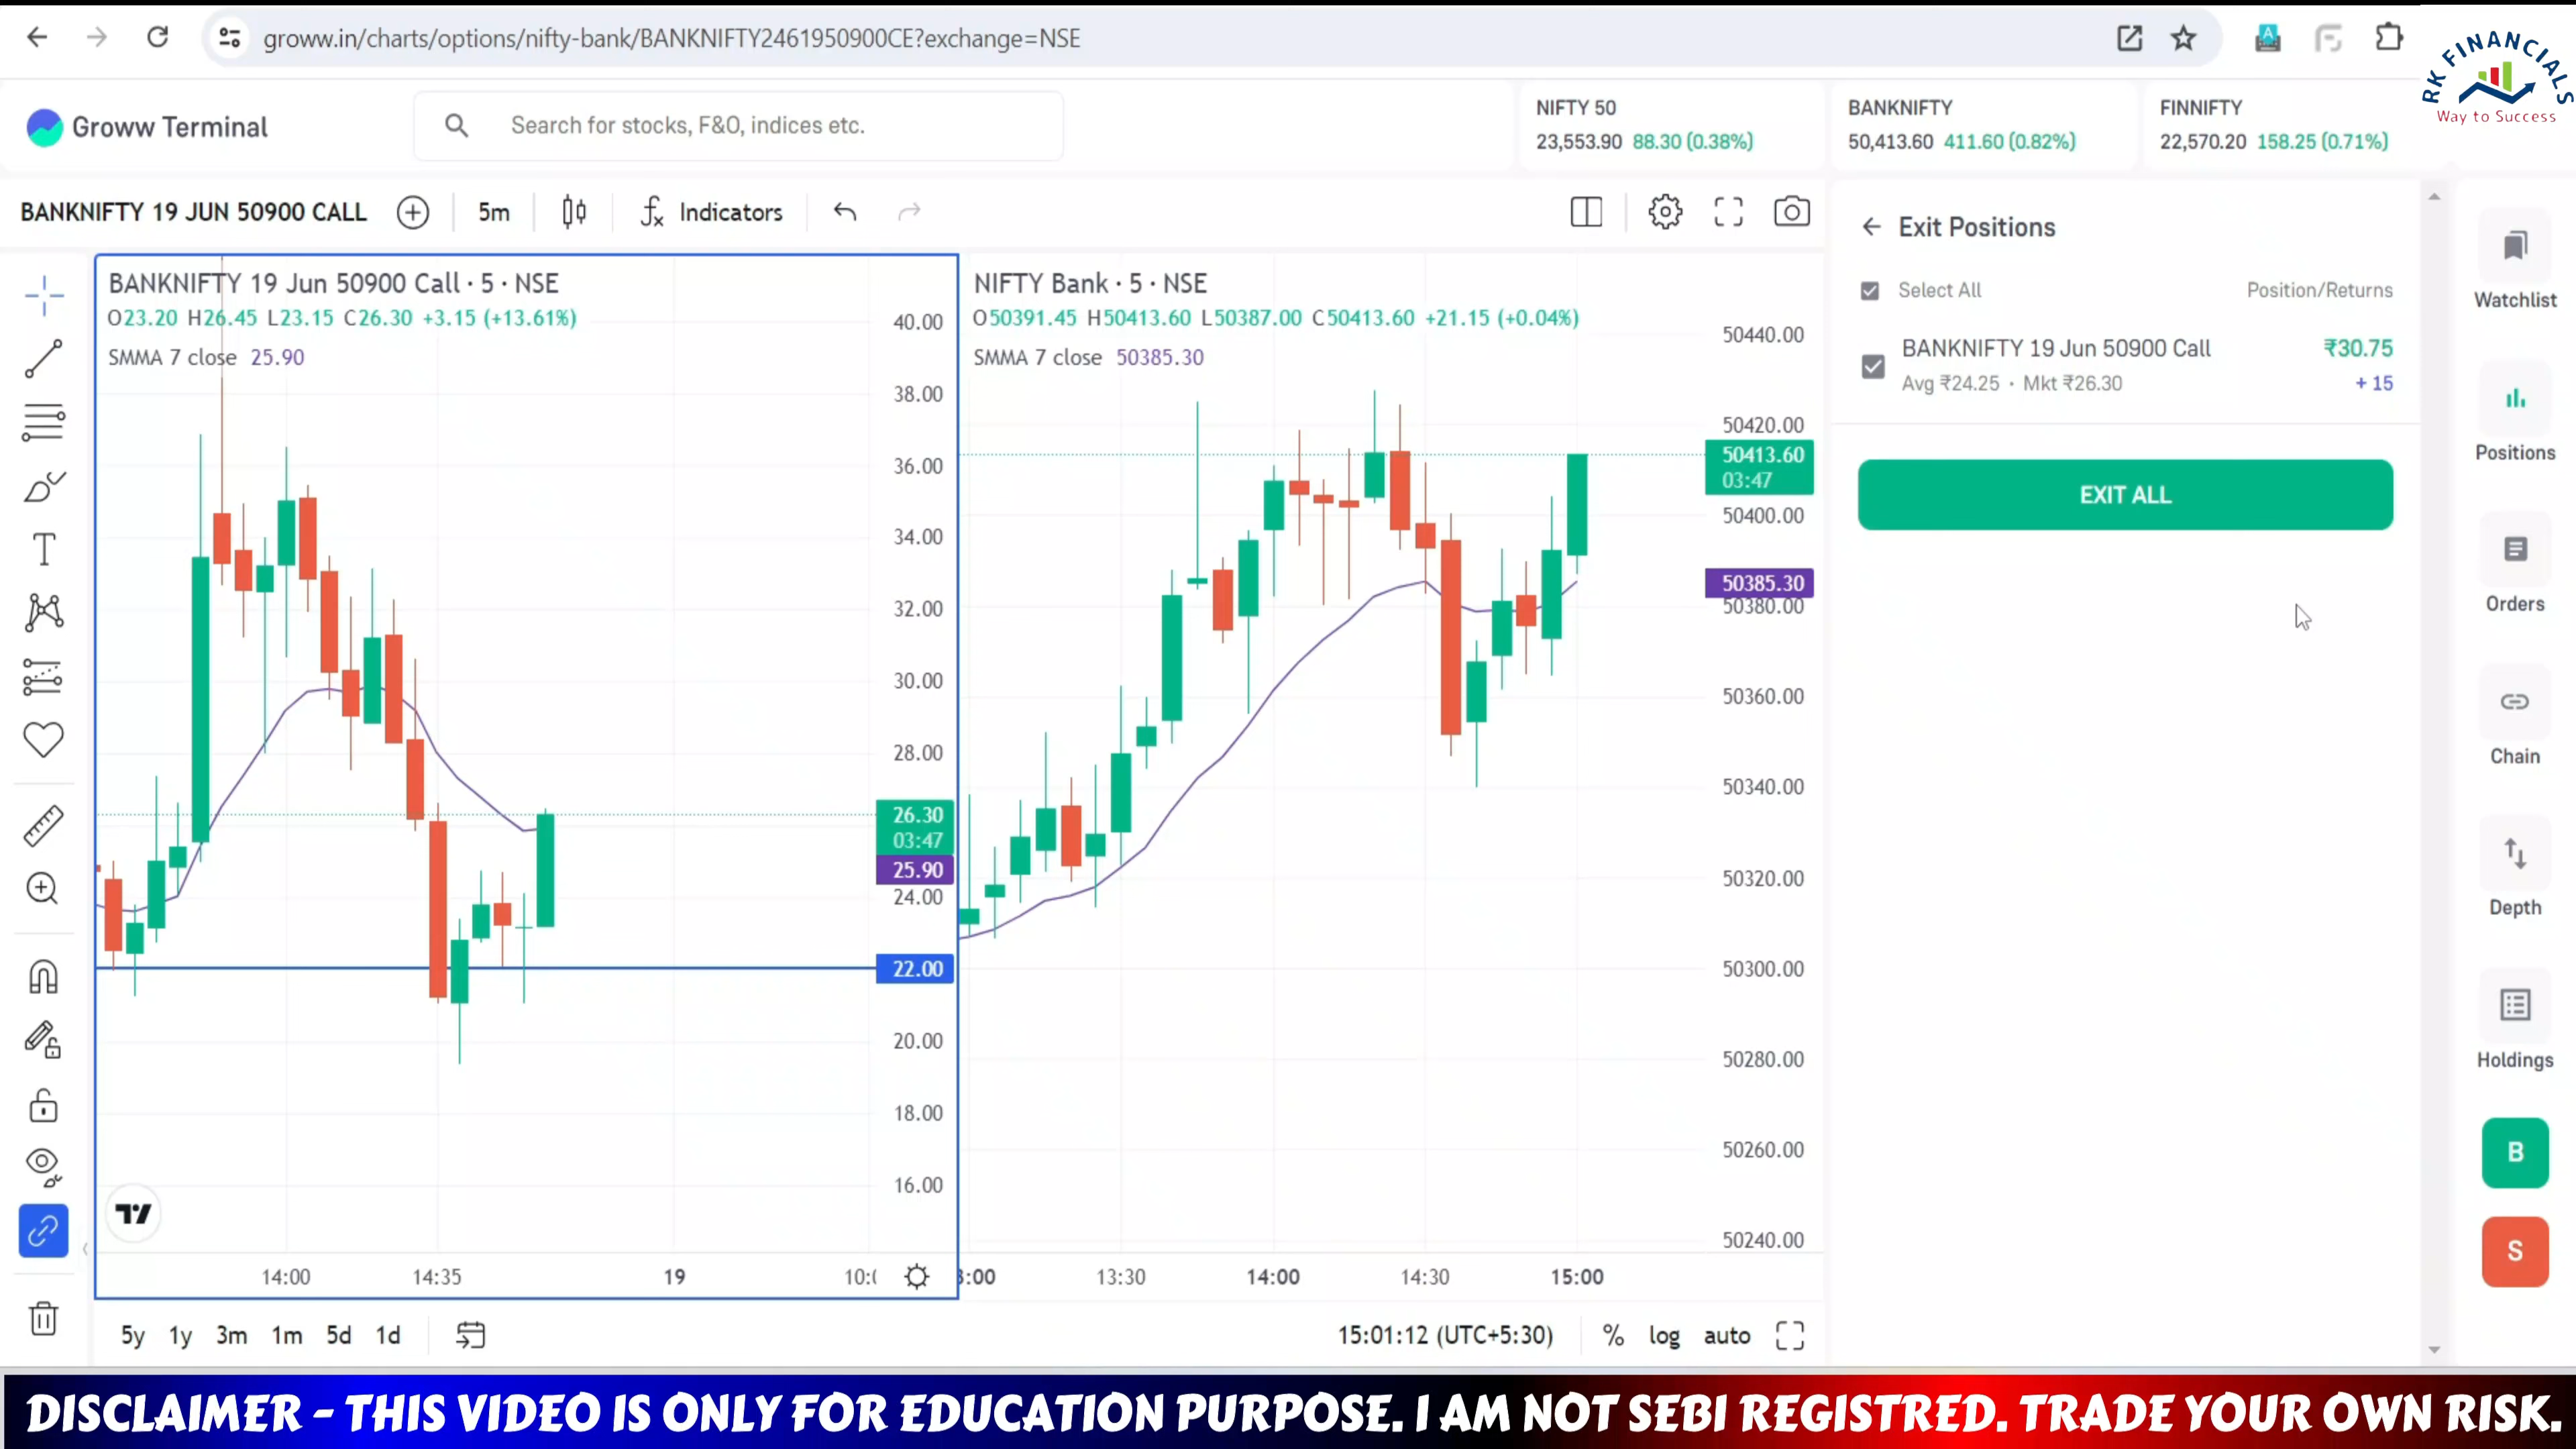 groww.in/charts/options/nifty-bank/BANKNIFTY2461950900CE?exchange=NSE
RK FINANCIALS
Way to Success
Groww Terminal
Search for stocks, F&O, indices etc.
NIFTY 50
23,553.90 88.30 (0.38%)
BANKNIFTY
50,413.60 411.60 (0.82%)
FINNIFTY
22,570.20 158.25 (0.71%)
BANKNIFTY 19 JUN 50900 CALL
5m
Indicators
BANKNIFTY 19 Jun 50900 Call · 5 · NSE
O23.20 H26.45 L23.15 C26.30 +3.15 (+13.61%)
SMMA 7 close 25.90
40.00
38.00
36.00
34.00
32.00
30.00
28.00
26.30
03:47
25.90
24.00
22.00
20.00
18.00
16.00
14:00 14:35 19 10:0
NIFTY Bank · 5 · NSE
O50391.45 H50413.60 L50387.00 C50413.60 +21.15 (+0.04%)
SMMA 7 close 50385.30
50440.00
50420.00
50413.60
03:47
50400.00
50385.30
50380.00
50360.00
50340.00
50320.00
50300.00
50280.00
50260.00
50240.00
3:00 13:30 14:00 14:30 15:00
5y 1y 3m 1m 5d 1d
15:01:12 (UTC+5:30) % log auto
Exit Positions
Select All Position/Returns
BANKNIFTY 19 Jun 50900 Call ₹30.75
Avg ₹24.25 · Mkt ₹26.30 + 15
EXIT ALL
Watchlist
Positions
Orders
Chain
Depth
Holdings
B
S
DISCLAIMER - THIS VIDEO IS ONLY FOR EDUCATION PURPOSE. I AM NOT SEBI REGISTRED. TRADE YOUR OWN RISK.